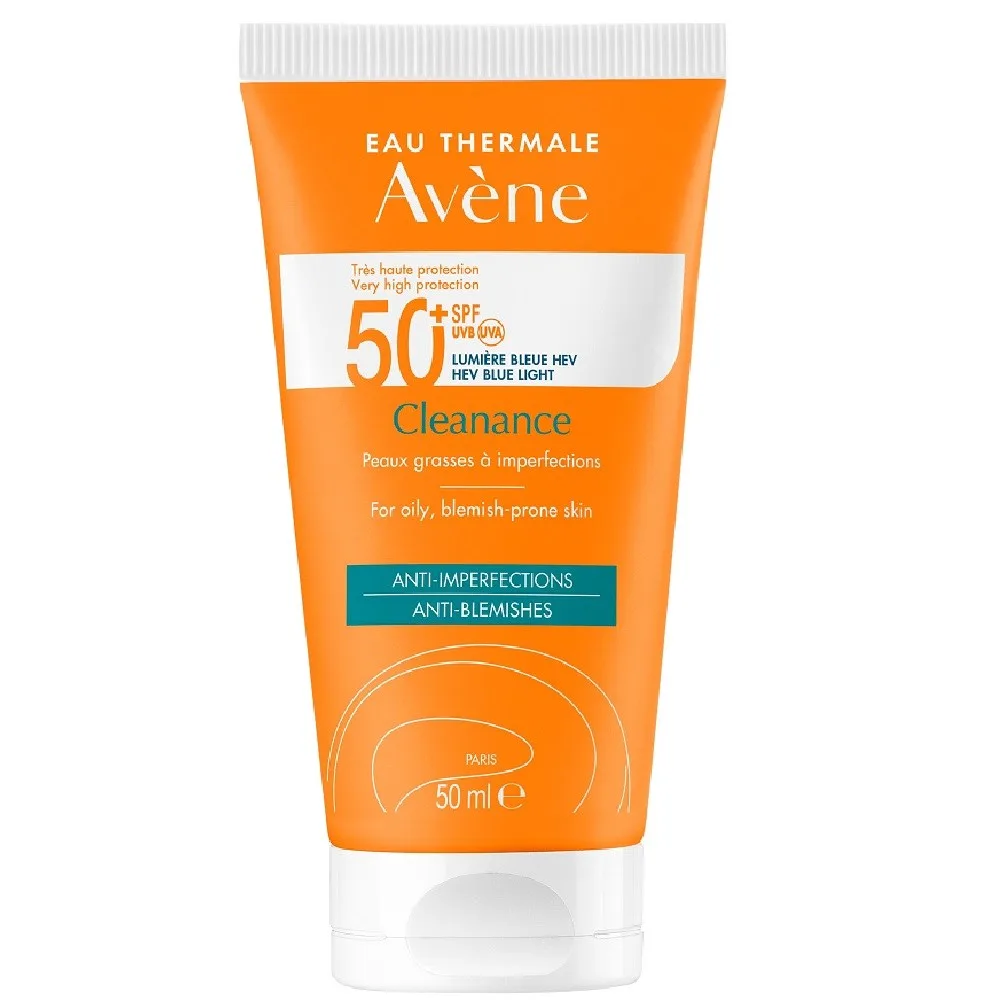 EAU THERMALE
Avène
Très haute protection
Very high protection
50+ SPF
UVB UVA
LUMIÈRE BLEUE HEV
HEV BLUE LIGHT
Cleanance
Peaux grasses à imperfections
For oily, blemish-prone skin
ANTI-IMPERFECTIONS
ANTI-BLEMISHES
PARIS
50 ml ℮